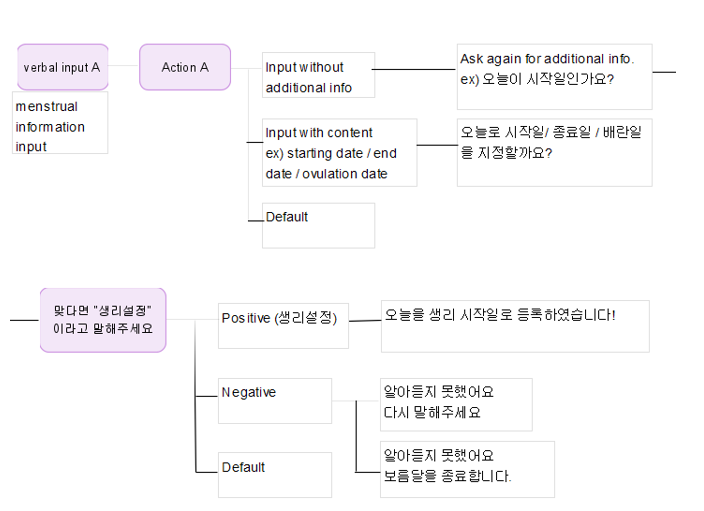 verbal input A
Action A
menstrual
information
input
Input without
additional info
Ask again for additional info.
ex) 오늘이 시작일인가요?
Input with content
ex) starting date / end
date / ovulation date
오늘로 시작일/ 종료일 / 배란일
을 지정할까요?
Default
맞다면 "생리설정"
이라고 말해주세요
Positive (생리설정)
오늘을 생리 시작일로 등록하였습니다!
Negative
알아듣지 못했어요
다시 말해주세요
Default
알아듣지 못했어요
보름달을 종료합니다.